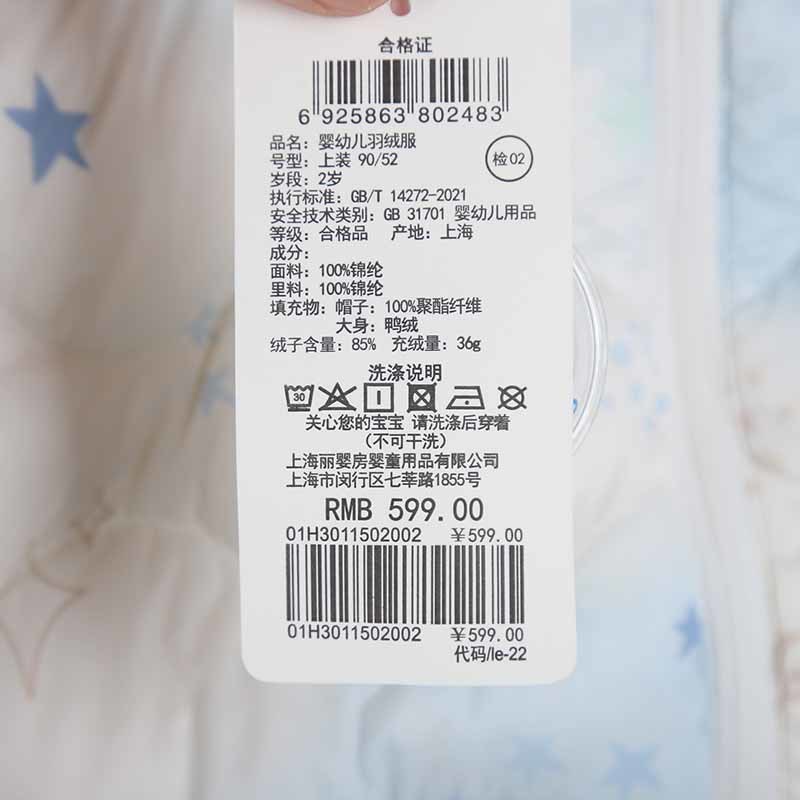 合格证
6 925863 802483
品名: 婴幼儿羽绒服
号型: 上装 90/52
检02
岁段: 2岁
执行标准: GB/T 14272-2021
安全技术类别: GB 31701 婴幼儿用品
等级: 合格品 产地: 上海
成分:
面料: 100%锦纶
里料: 100%锦纶
填充物: 帽子: 100%聚酯纤维
大身: 鸭绒
绒子含量: 85% 充绒量: 36g
洗涤说明
30
关心您的宝宝 请洗涤后穿着
(不可干洗)
上海丽婴房婴童用品有限公司
上海市闵行区七莘路1855号
RMB 599.00
01H3011502002 ¥599.00
01H3011502002 ¥599.00
代码/le-22